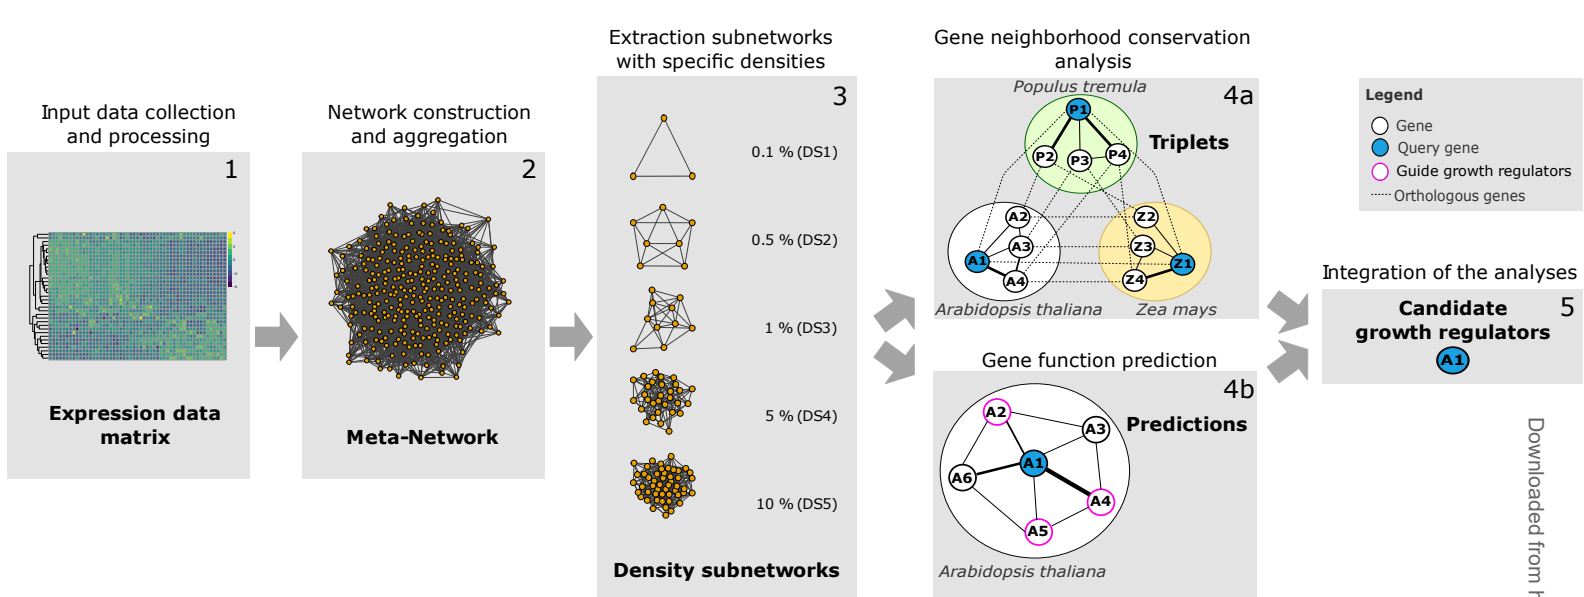 Input data collection
and processing
1
Expression data
matrix
Network construction
and aggregation
2
Meta-Network
Extraction subnetworks
with specific densities
3
0.1 % (DS1)
0.5 % (DS2)
1 % (DS3)
5 % (DS4)
10 % (DS5)
Density subnetworks
Gene neighborhood conservation
analysis
4a
Populus tremula
Triplets
P1
P2
P3
P4
A2
A3
A1
A4
Z2
Z3
Z1
Z4
Arabidopsis thaliana
Zea mays
Gene function prediction
4b
Predictions
A2
A3
A1
A6
A4
A5
Arabidopsis thaliana
Legend
Gene
Query gene
Guide growth regulators
Orthologous genes
Integration of the analyses
5
Candidate
growth regulators
A1
Downloaded from